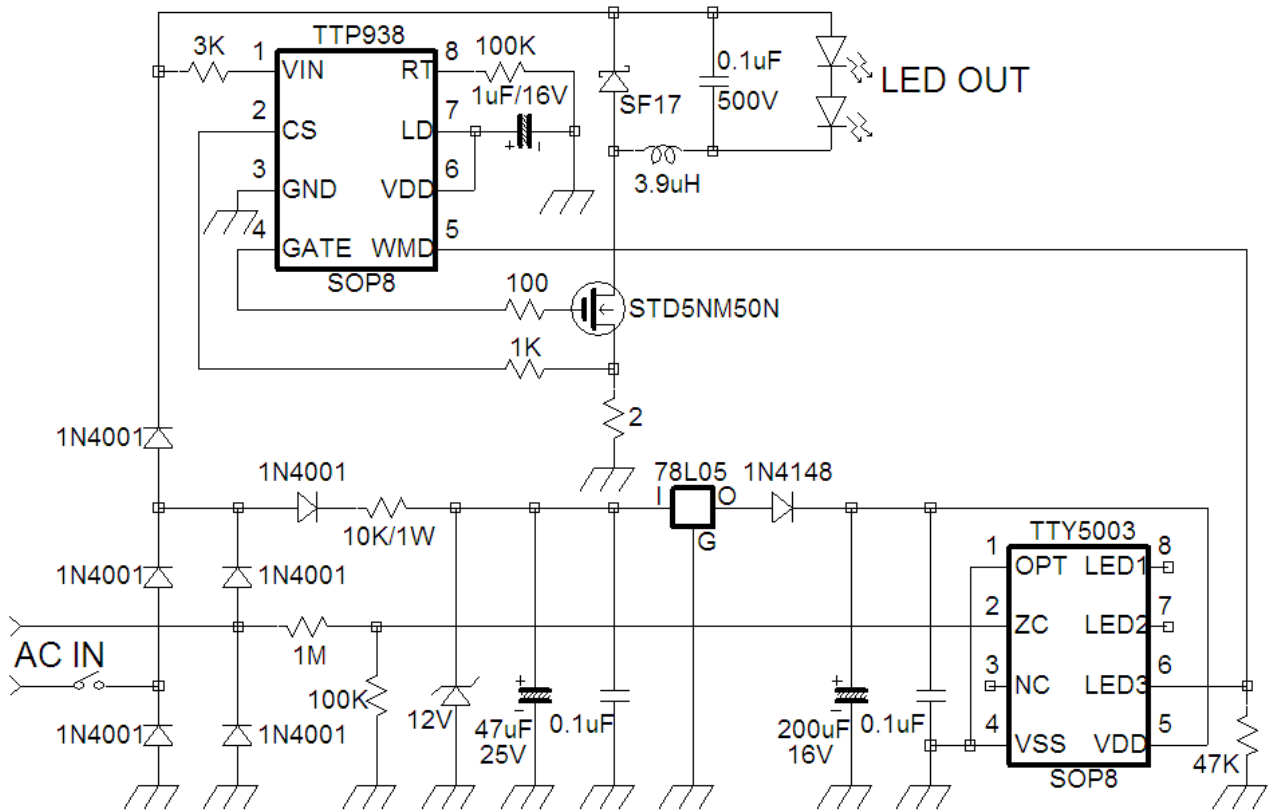 TTP938
3K
1
VIN
RT
8
100K
1uF/16V
2
CS
LD
7
+
-
3
GND
VDD
6
4
GATE
WMD
5
SOP8
SF17
0.1uF
500V
LED OUT
3.9uH
100
STD5NM50N
1K
2
1N4001
1N4001
10K/1W
78L05
I
O
G
1N4148
1N4001
1N4001
AC IN
1M
100K
1N4001
1N4001
12V
+
-
47uF
25V
0.1uF
+
-
200uF
16V
0.1uF
TTY5003
1
OPT
LED1
8
2
ZC
LED2
7
3
NC
LED3
6
4
VSS
VDD
5
SOP8
47K